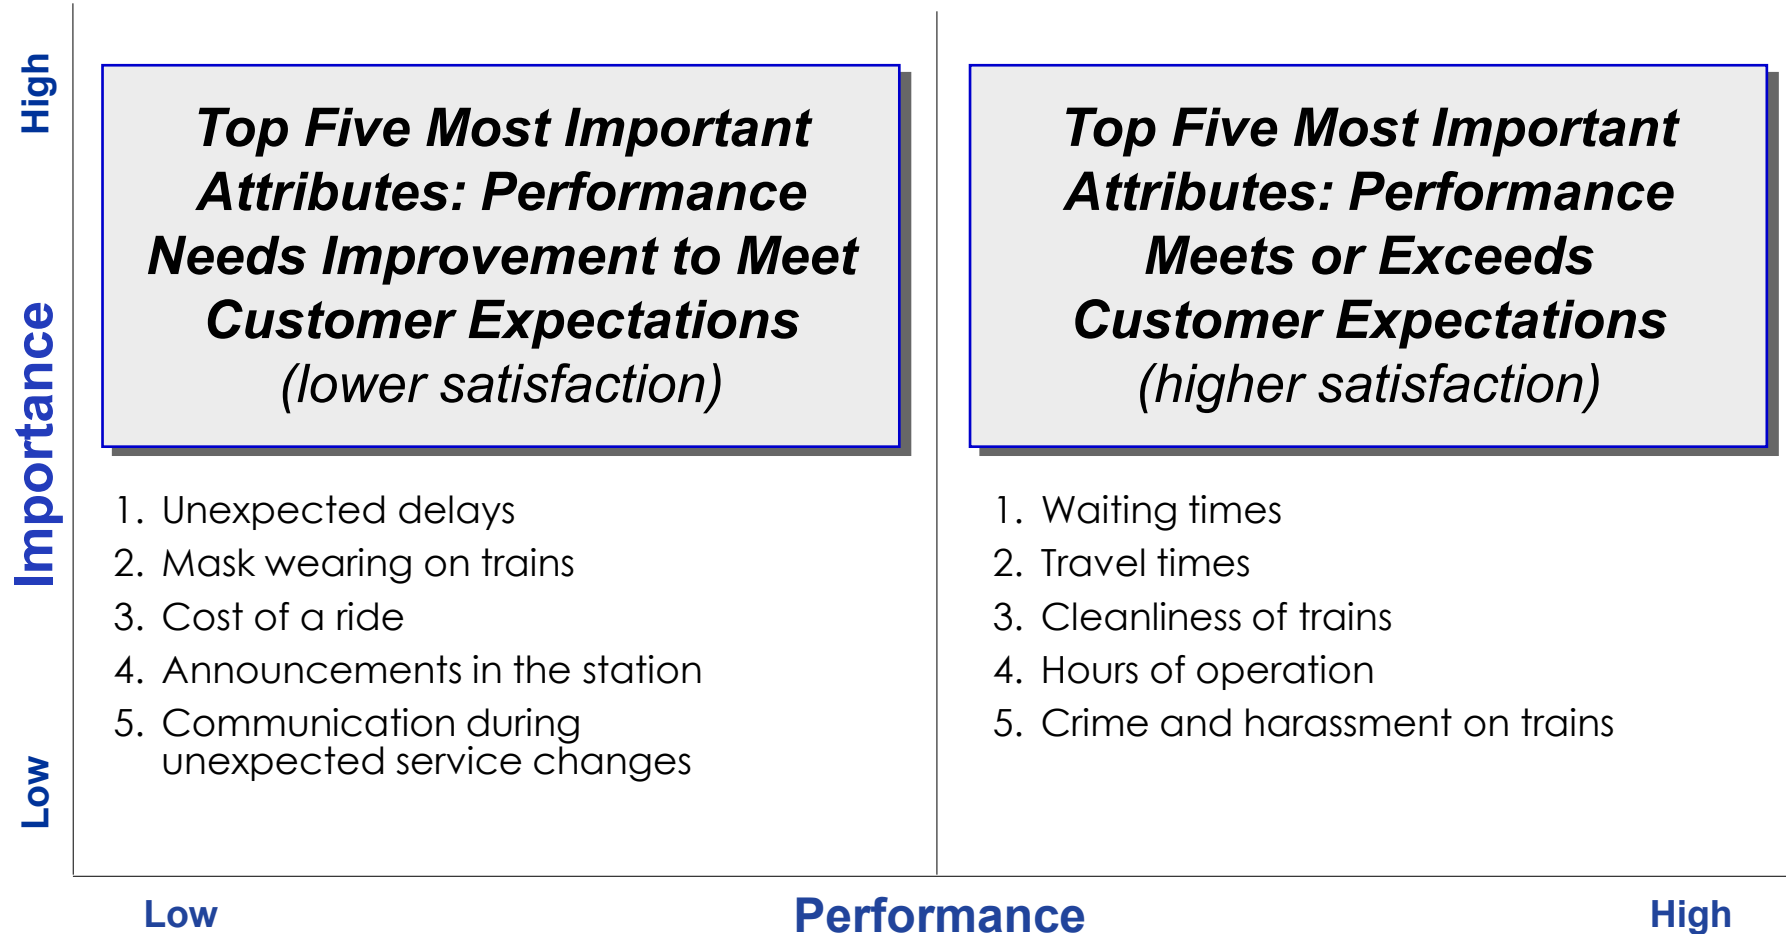 High
Importance
Low
Top Five Most Important
Attributes: Performance
Needs Improvement to Meet
Customer Expectations
(lower satisfaction)
1. Unexpected delays
2. Mask wearing on trains
3. Cost of a ride
4. Announcements in the station
5. Communication during
unexpected service changes
Top Five Most Important
Attributes: Performance
Meets or Exceeds
Customer Expectations
(higher satisfaction)
1. Waiting times
2. Travel times
3. Cleanliness of trains
4. Hours of operation
5. Crime and harassment on trains
Low
Performance
High